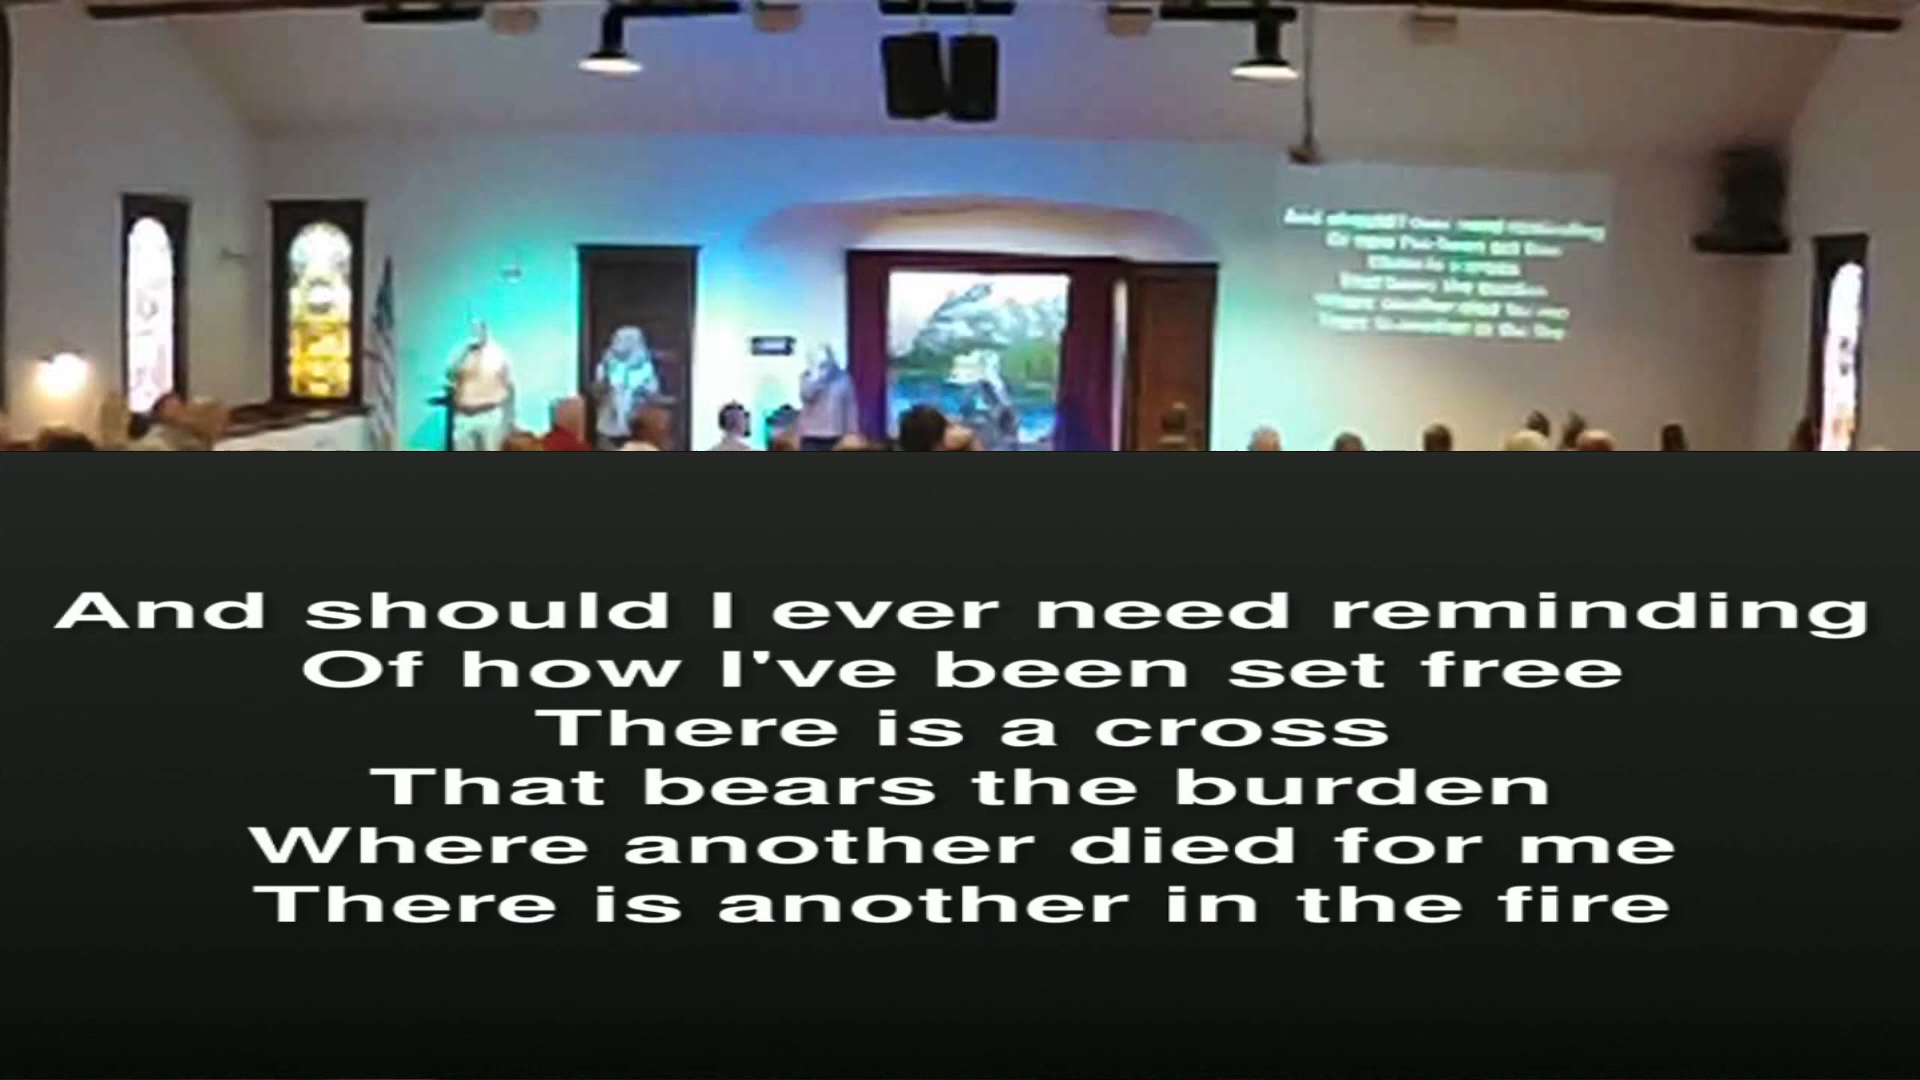 And should I ever need reminding
Of how I've been set free
There is a cross
That bears the burden
Where another died for me
There is another in the fire